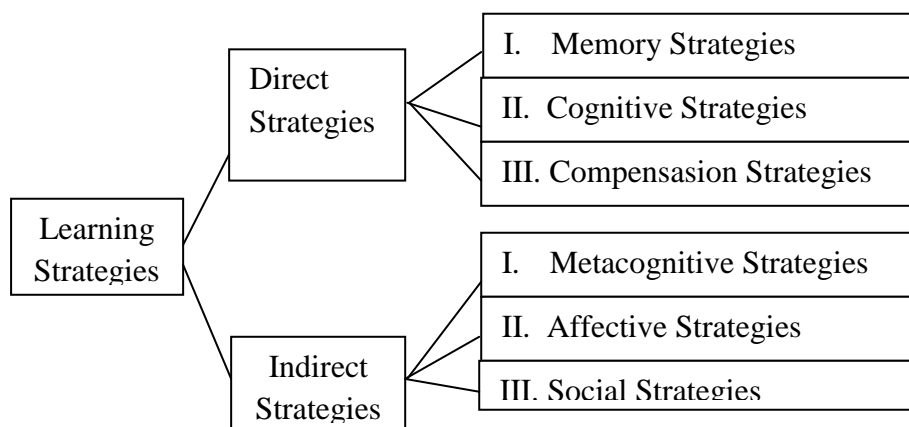 Learning
Strategies
Direct
Strategies
I. Memory Strategies
II. Cognitive Strategies
III. Compensasion Strategies
Indirect
Strategies
I. Metacognitive Strategies
II. Affective Strategies
III. Social Strategies